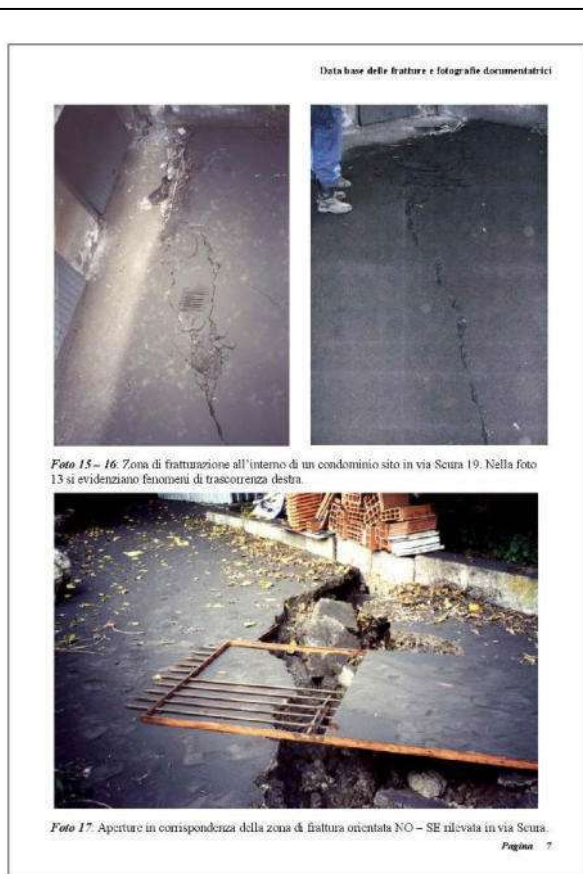 Data base delle fratture e fotografie documentatrici
Foto 15 – 16: Zona di fratturazione all'interno di un condominio sito in via Scura 19. Nella foto
13 si evidenziano fenomeni di trascorrenza destra.
Foto 17: Aperture in corrispondenza della zona di frattura orientata NO – SE rilevata in via Scura.
Pagina 7